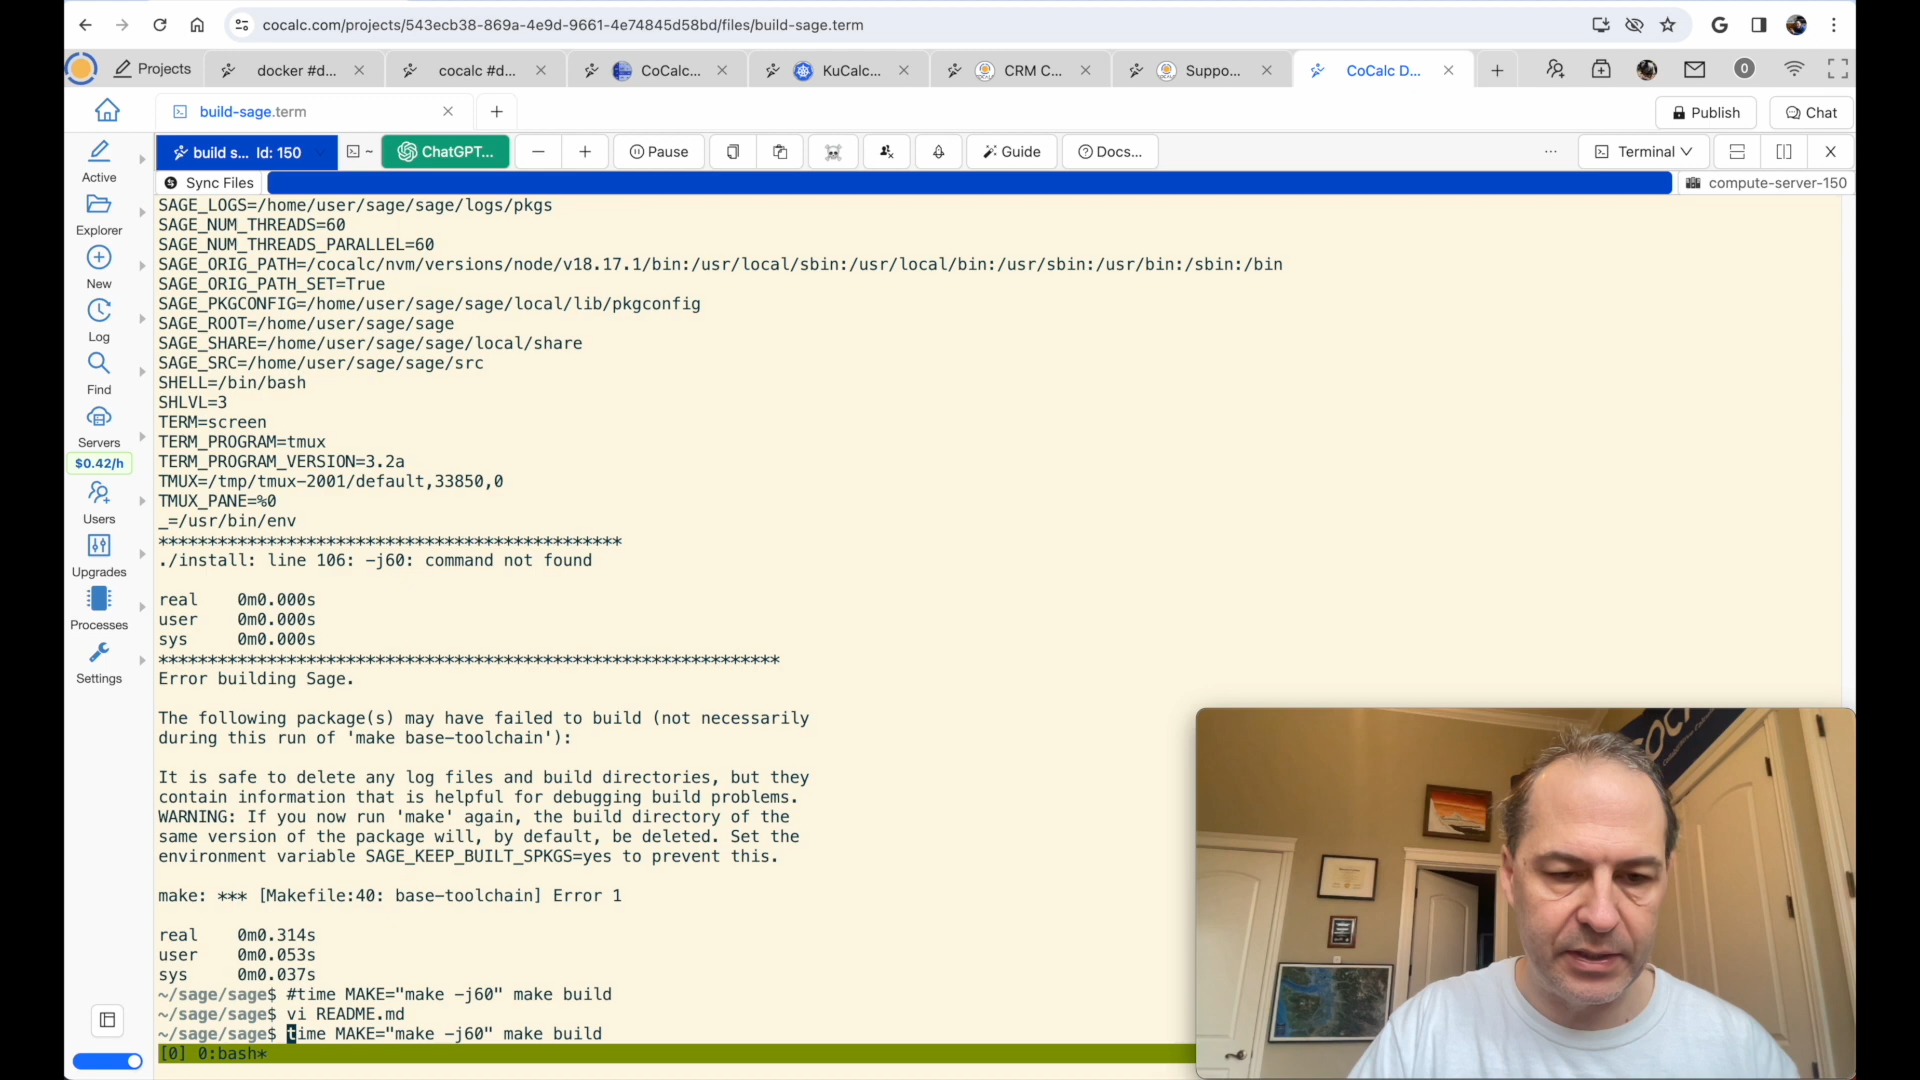 cocalc.com/projects/543ecb38-869a-4e9d-9661-4e74845d58bd/files/build-sage.term
Projects docker #d... cocalc #d... CoCalc... KuCalc... CRM C... Suppo... CoCalc D... 0
build-sage.term Publish Chat
build s... Id: 150 ~ ChatGPT... Pause Guide Docs... ... Terminal
Sync Files compute-server-150
Active
Explorer
New
Log
Find
Servers
$0.42/h
Users
Upgrades
Processes
Settings
SAGE_LOGS=/home/user/sage/sage/logs/pkgs
SAGE_NUM_THREADS=60
SAGE_NUM_THREADS_PARALLEL=60
SAGE_ORIG_PATH=/cocalc/nvm/versions/node/v18.17.1/bin:/usr/local/sbin:/usr/local/bin:/usr/sbin:/usr/bin:/sbin:/bin
SAGE_ORIG_PATH_SET=True
SAGE_PKGCONFIG=/home/user/sage/sage/local/lib/pkgconfig
SAGE_ROOT=/home/user/sage/sage
SAGE_SHARE=/home/user/sage/sage/local/share
SAGE_SRC=/home/user/sage/sage/src
SHELL=/bin/bash
SHLVL=3
TERM=screen
TERM_PROGRAM=tmux
TERM_PROGRAM_VERSION=3.2a
TMUX=/tmp/tmux-2001/default,33850,0
TMUX_PANE=%0
_=/usr/bin/env
***********************************************
./install: line 106: -j60: command not found
real 0m0.000s
user 0m0.000s
sys 0m0.000s
***************************************************************
Error building Sage.
The following package(s) may have failed to build (not necessarily
during this run of 'make base-toolchain'):
It is safe to delete any log files and build directories, but they
contain information that is helpful for debugging build problems.
WARNING: If you now run 'make' again, the build directory of the
same version of the package will, by default, be deleted. Set the
environment variable SAGE_KEEP_BUILT_SPKGS=yes to prevent this.
make: *** [Makefile:40: base-toolchain] Error 1
real 0m0.314s
user 0m0.053s
sys 0m0.037s
~/sage/sage$ #time MAKE="make -j60" make build
~/sage/sage$ vi README.md
~/sage/sage$ time MAKE="make -j60" make build
[0] 0:bash*